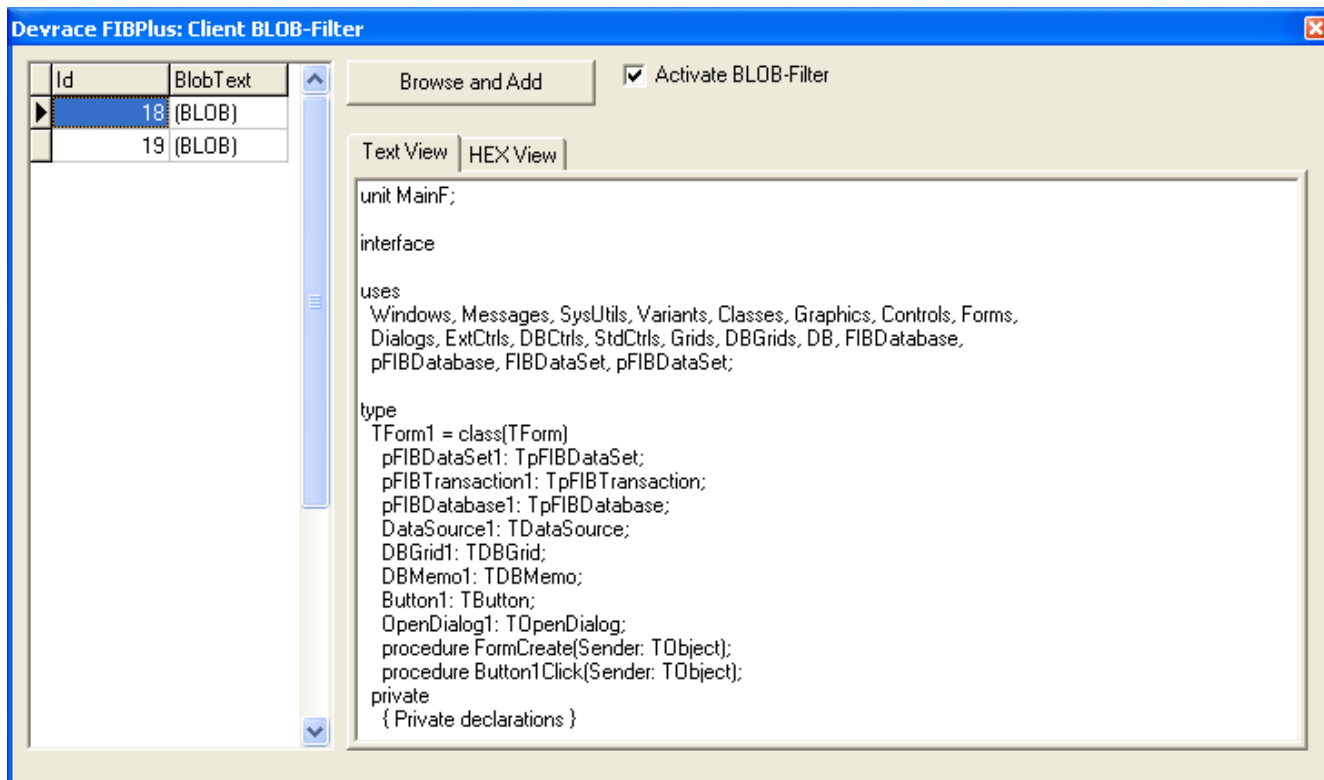 Devrace FIBPlus: Client BLOB-Filter
Id BlobText
18 (BLOB)
19 (BLOB)
Browse and Add
Activate BLOB-Filter
Text View HEX View
unit MainF;
interface
uses
Windows, Messages, SysUtils, Variants, Classes, Graphics, Controls, Forms,
Dialogs, ExtCtrls, DBCtrls, StdCtrls, Grids, DBGrids, DB, FIBDatabase,
pFIBDatabase, FIBDataSet, pFIBDataSet;
type
TForm1 = class(TForm)
pFIBDataSet1: TpFIBDataSet;
pFIBTransaction1: TpFIBTransaction;
pFIBDatabase1: TpFIBDatabase;
DataSource1: TDataSource;
DBGrid1: TDBGrid;
DBMemo1: TDBMemo;
Button1: TButton;
OpenDialog1: TOpenDialog;
procedure FormCreate(Sender: TObject);
procedure Button1Click(Sender: TObject);
private
{ Private declarations }